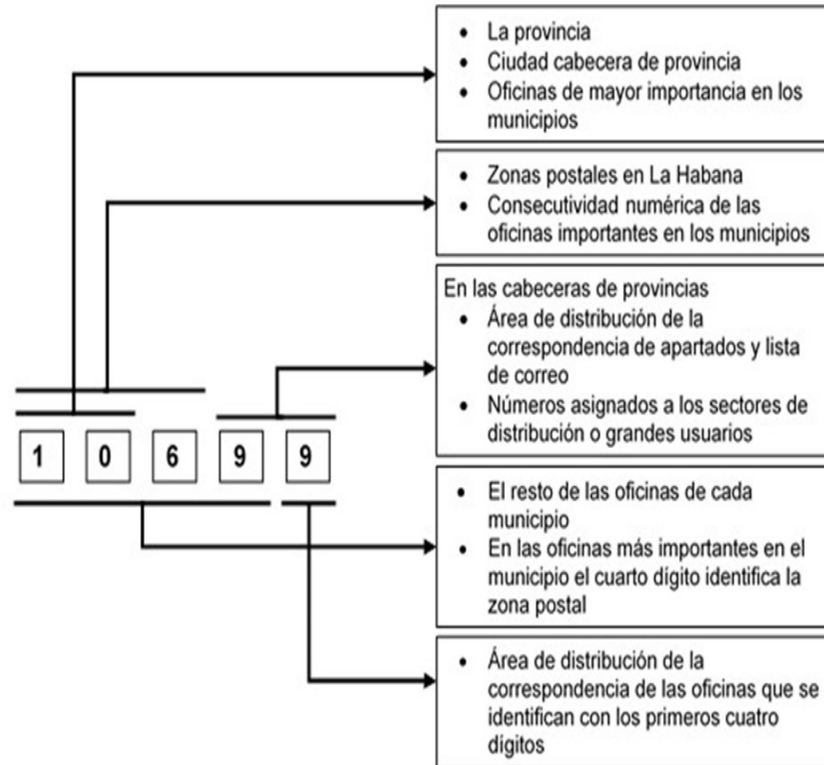 • La provincia
• Ciudad cabecera de provincia
• Oficinas de mayor importancia en los
municipios
• Zonas postales en La Habana
• Consecutividad numérica de las
oficinas importantes en los municipios
En las cabeceras de provincias
• Área de distribución de la
correspondencia de apartados y lista
de correo
• Números asignados a los sectores de
distribución o grandes usuarios
1 0 6 9 9
• El resto de las oficinas de cada
municipio
• En las oficinas más importantes en el
municipio el cuarto dígito identifica la
zona postal
• Área de distribución de la
correspondencia de las oficinas que se
identifican con los primeros cuatro
dígitos